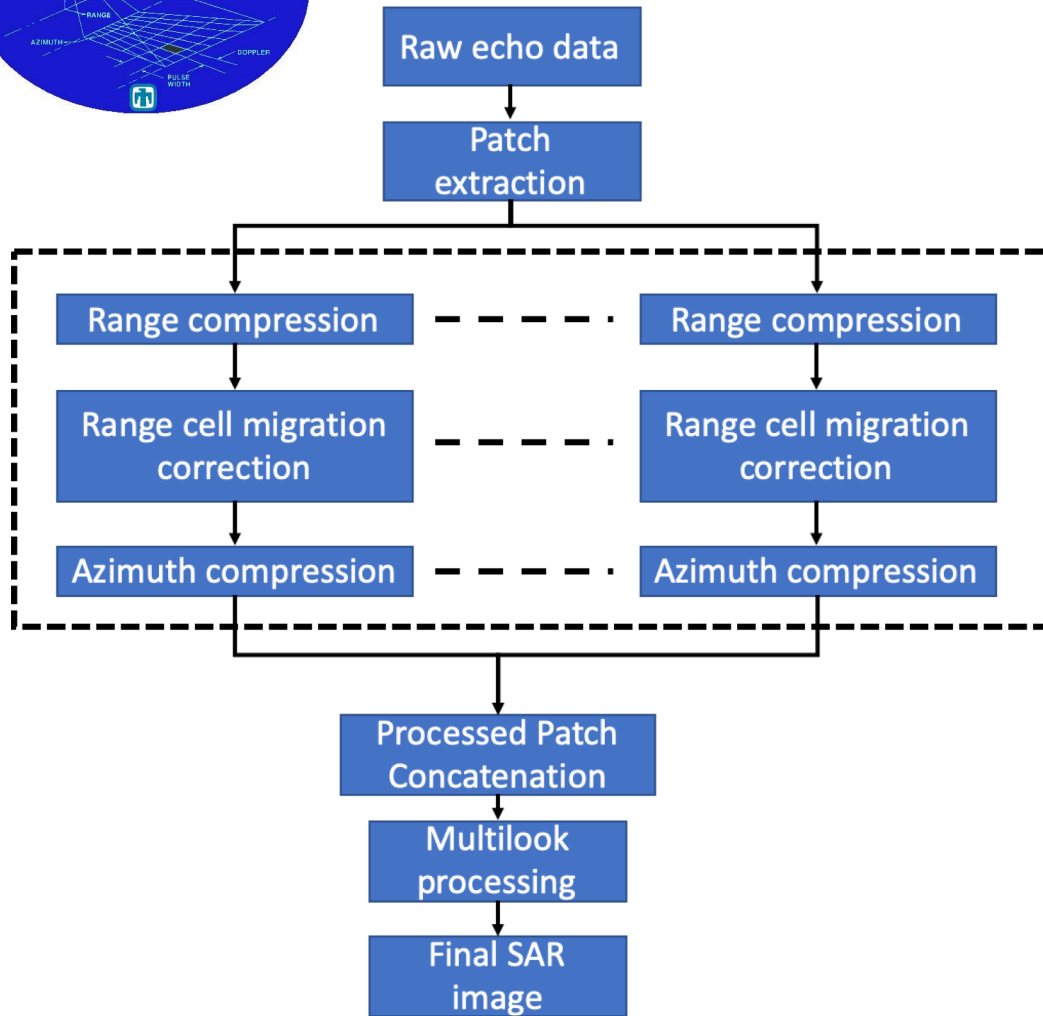 RANGE
AZIMUTH
DOPPLER
PULSE
WIDTH
Raw echo data
Patch
extraction
Range compression
Range compression
Range cell migration
correction
Range cell migration
correction
Azimuth compression
Azimuth compression
Processed Patch
Concatenation
Multilook
processing
Final SAR
image